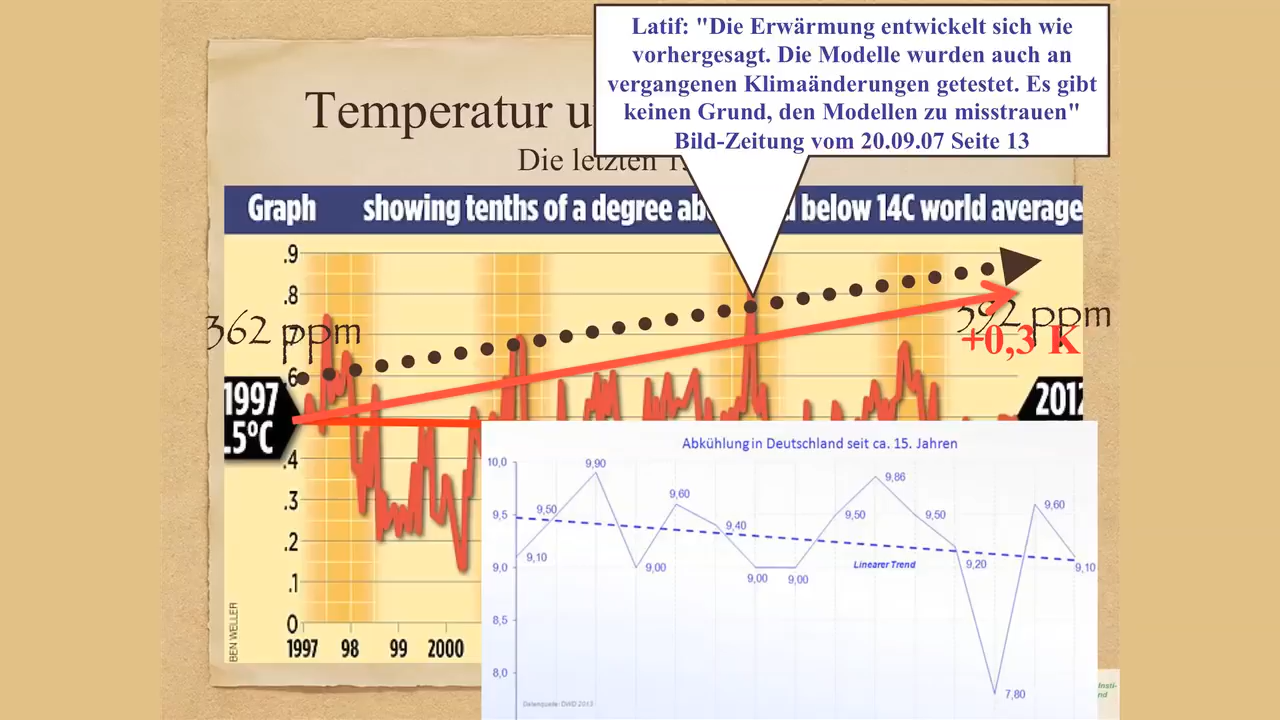 Latif: "Die Erwärmung entwickelt sich wie
vorhergesagt. Die Modelle wurden auch an
vergangenen Klimaänderungen getestet. Es gibt
keinen Grund, den Modellen zu misstrauen"
Bild-Zeitung vom 20.09.07 Seite 13
Temperatur u
Die letzten 1
Graph showing tenths of a degree ab below 14C world average
.9
.8
.7
.6
.4
.3
.2
.1
0
362 ppm
392 ppm
+0,3 K
1997
.5°C
2012
BEN WELLER
1997 98 99 2000
Abkühlung in Deutschland seit ca. 15. Jahren
10,0
9,5
9,0
8,5
8,0
9,10
9,50
9,90
9,00
9,60
9,40
9,00
9,00
9,50
9,86
9,50
9,20
7,80
9,60
9,10
Linearer Trend
Datenquelle: DWD 2013
Insti-
nd